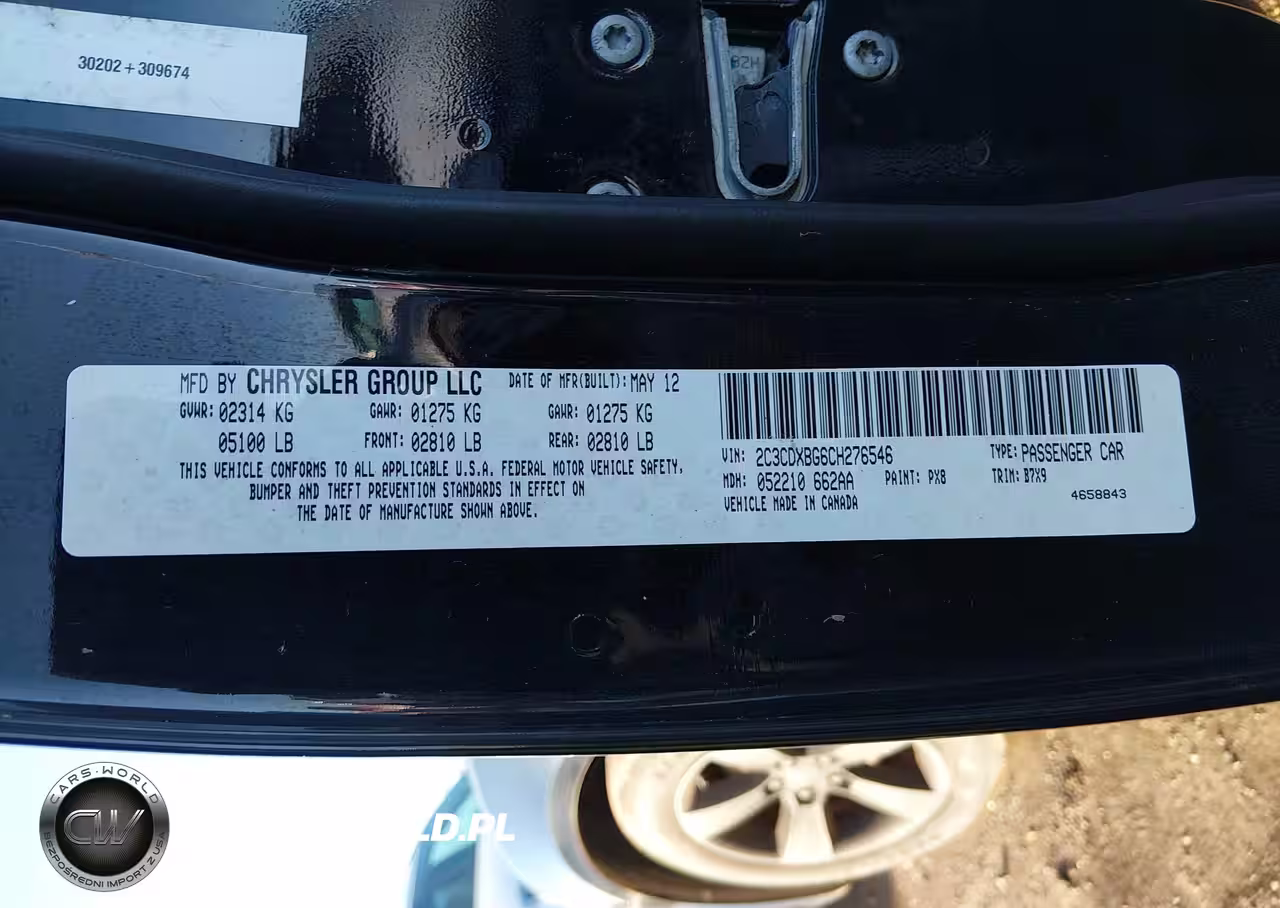 30202+309674
BZH
MFD BY CHRYSLER GROUP LLC DATE OF MFR(BUILT): MAY 12
GVWR: 02314 KG GAWR: 01275 KG GAWR: 01275 KG
05100 LB FRONT: 02810 LB REAR: 02810 LB
THIS VEHICLE CONFORMS TO ALL APPLICABLE U.S.A. FEDERAL MOTOR VEHICLE SAFETY,
BUMPER AND THEFT PREVENTION STANDARDS IN EFFECT ON
THE DATE OF MANUFACTURE SHOWN ABOVE.
VIN: 2C3CDXBG6CH276546 TYPE: PASSENGER CAR
MDH: 052210 662AA PAINT: PX8 TRIM: B7X9
VEHICLE MADE IN CANADA 4658843
CARS-WORLD
CW
BEZPOŚREDNI IMPORT Z USA
LD.PL